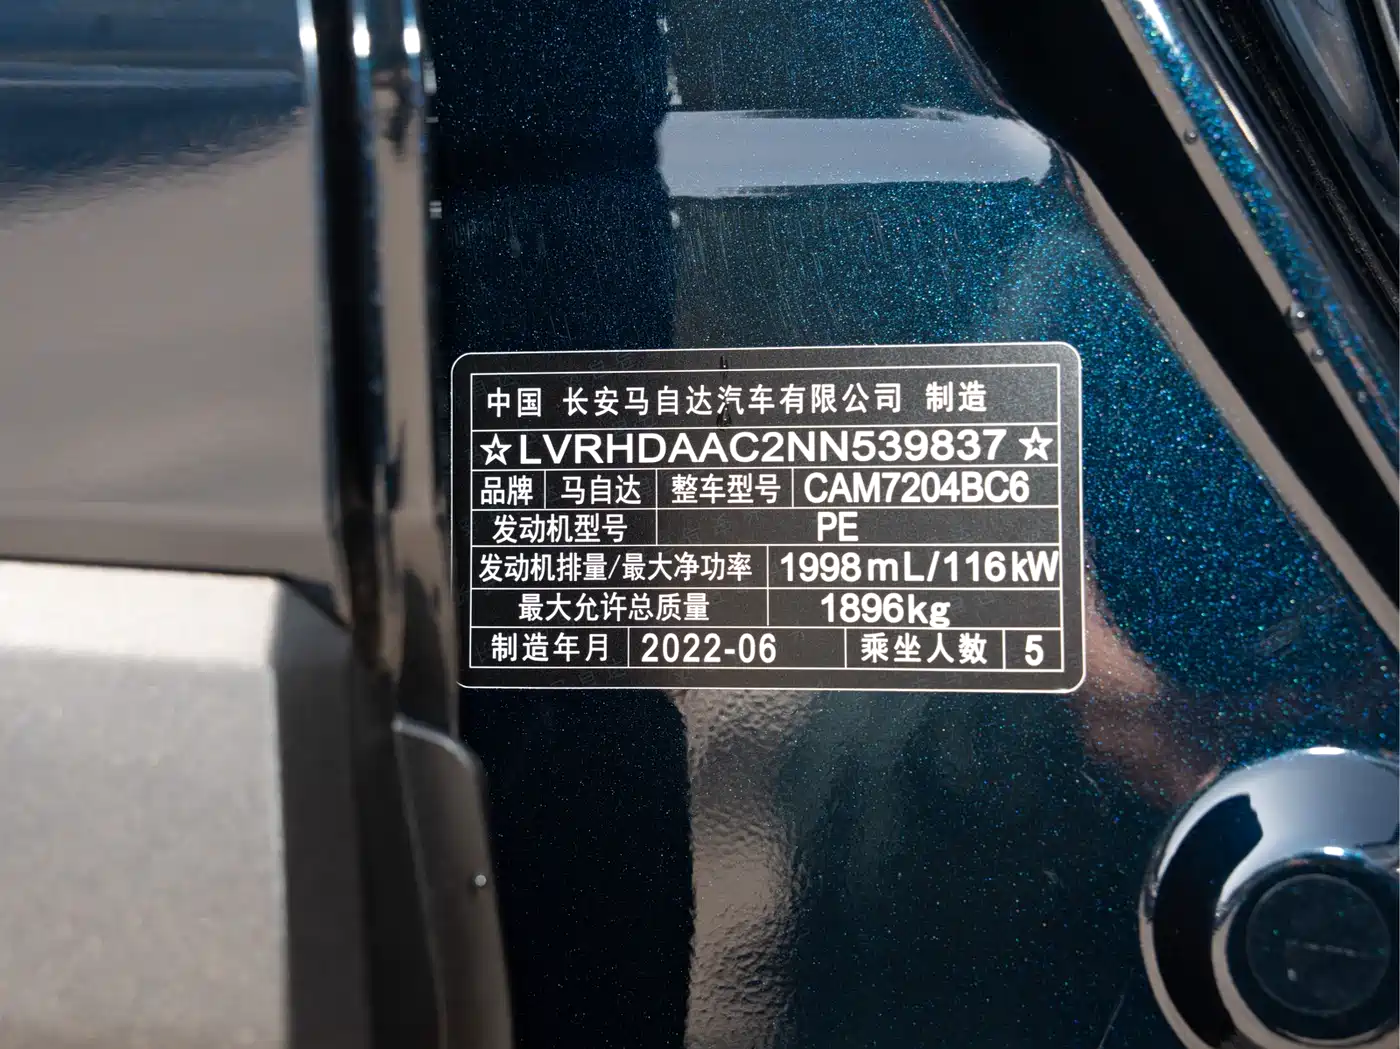 中国 长安马自达汽车有限公司 制造
☆LVRHDAAC2NN539837☆
品牌 马自达 整车型号 CAM7204BC6
发动机型号 PE
发动机排量/最大净功率 1998mL/116kW
最大允许总质量 1896kg
制造年月 2022-06 乘坐人数 5